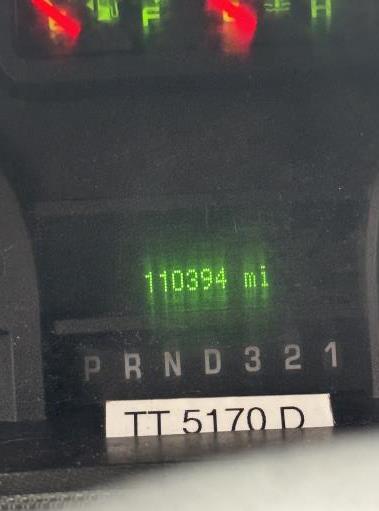 E F C H
110394 mi
P R N D 3 2 1
TT 5170 D